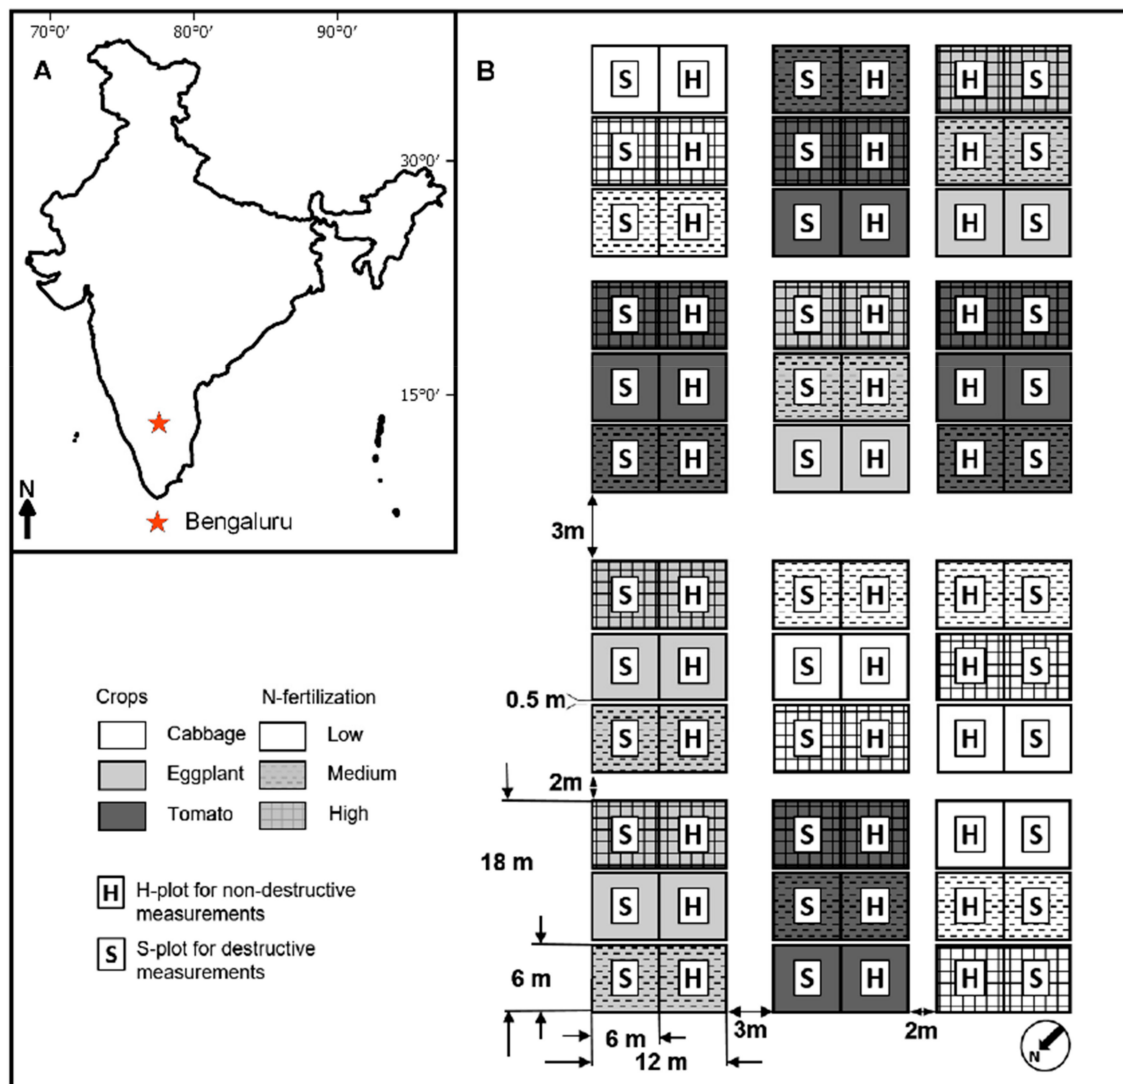 70°0′ 80°0′ 90°0′
A
30°0′
15°0′
N
Bengaluru
B
S H S H H S
S H S H H S
S H S H H S
S H S H H S
S H S H H S
S H S H H S
3m
S H S H H S
S H S H H S
0.5 m
S H S H H S
2m
S H S H H S
18 m
S H S H H S
6 m
S H S H H S
3m 2m
6 m
12 m
N
Crops N-fertilization
Cabbage Low
Eggplant Medium
Tomato High
H H-plot for non-destructive
measurements
S S-plot for destructive
measurements